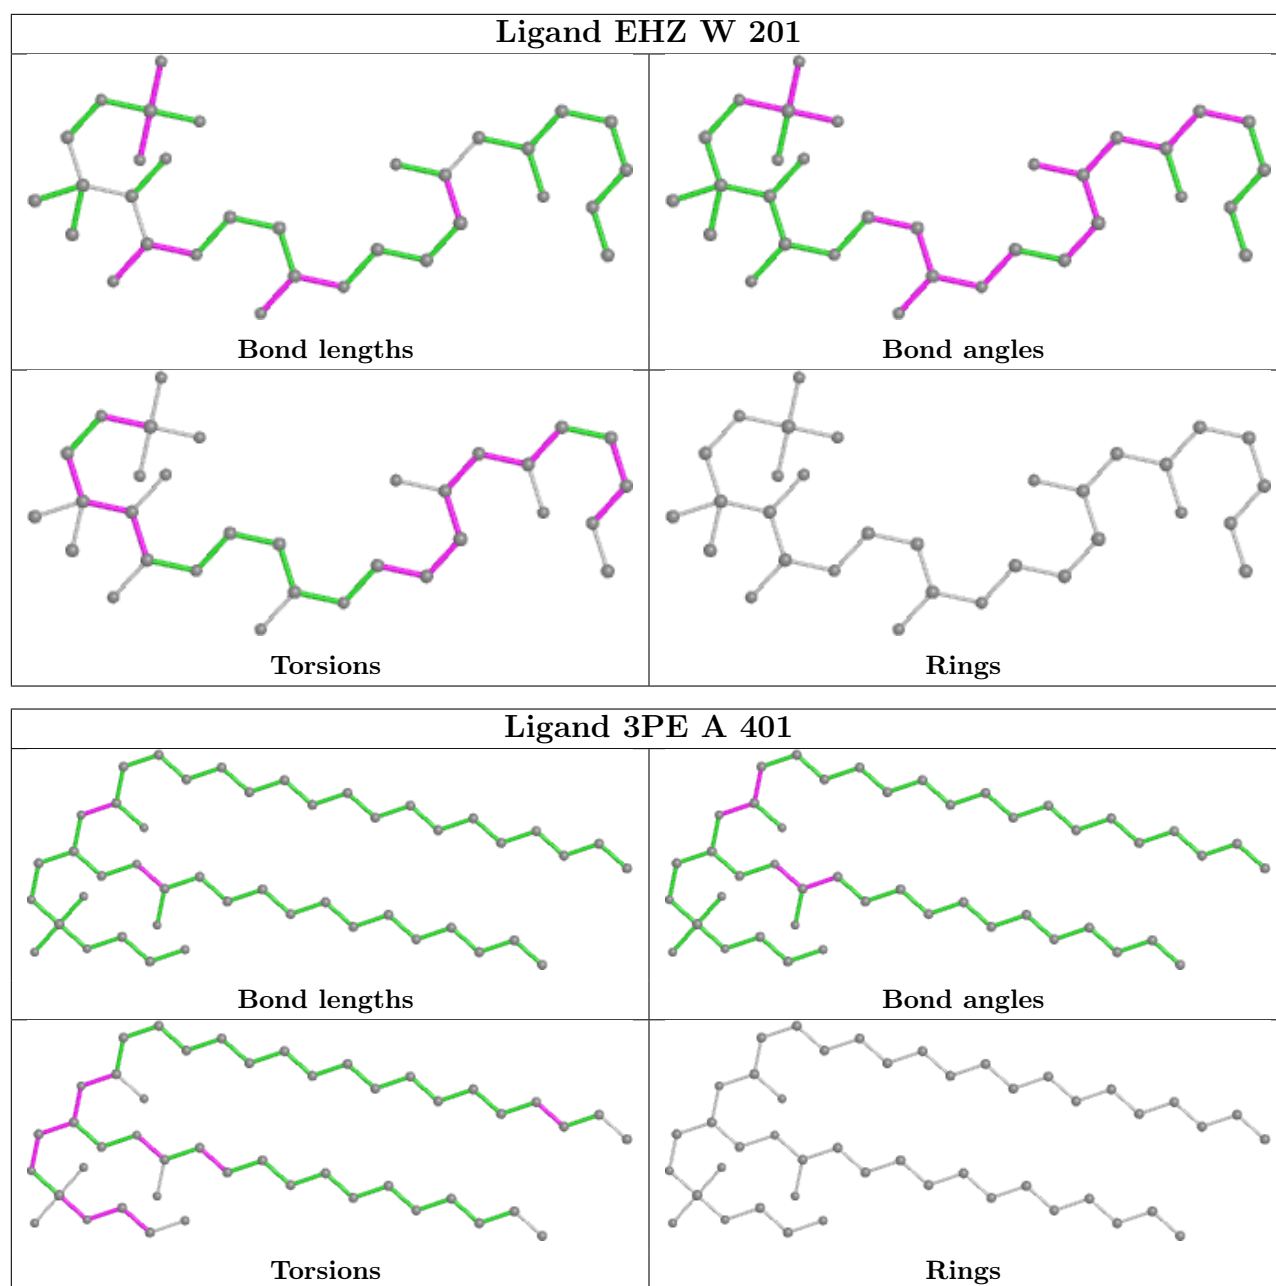 Ligand EHZ W 201
Bond lengths
Bond angles
Torsions
Rings
Ligand 3PE A 401
Bond lengths
Bond angles
Torsions
Rings